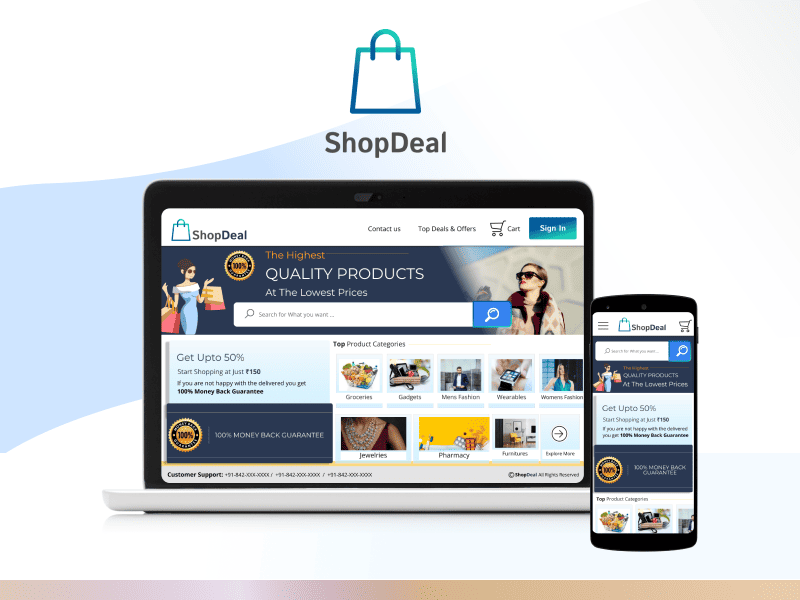 ShopDeal
ShopDeal
Contact us
Top Deals & Offers
Cart
Sign In
100%
The Highest
QUALITY PRODUCTS
At The Lowest Prices
Search for What you want ...
Get Upto 50%
Start Shopping at Just ₹150
If you are not happy with the delivered you get
100% Money Back Guarantee
100%
100% MONEY BACK GUARANTEE
Top Product Categories
Groceries
Gadgets
Mens Fashion
Wearables
Womens Fashion
Jewelries
Pharmacy
Furnitures
Explore More
Customer Support: +91-842-XXX-XXXX / +91-842-XXX-XXXX / +91-842-XXX-XXXX
© ShopDeal All Rights Reserved
ShopDeal
Search for What you want ...
The Highest
QUALITY PRODUCTS
At The Lowest Prices
Get Upto 50%
Start Shopping at Just ₹150
If you are not happy with the delivered
you get 100% Money Back Guarantee
100%
100% MONEY BACK
GUARANTEE
Top Product Categories